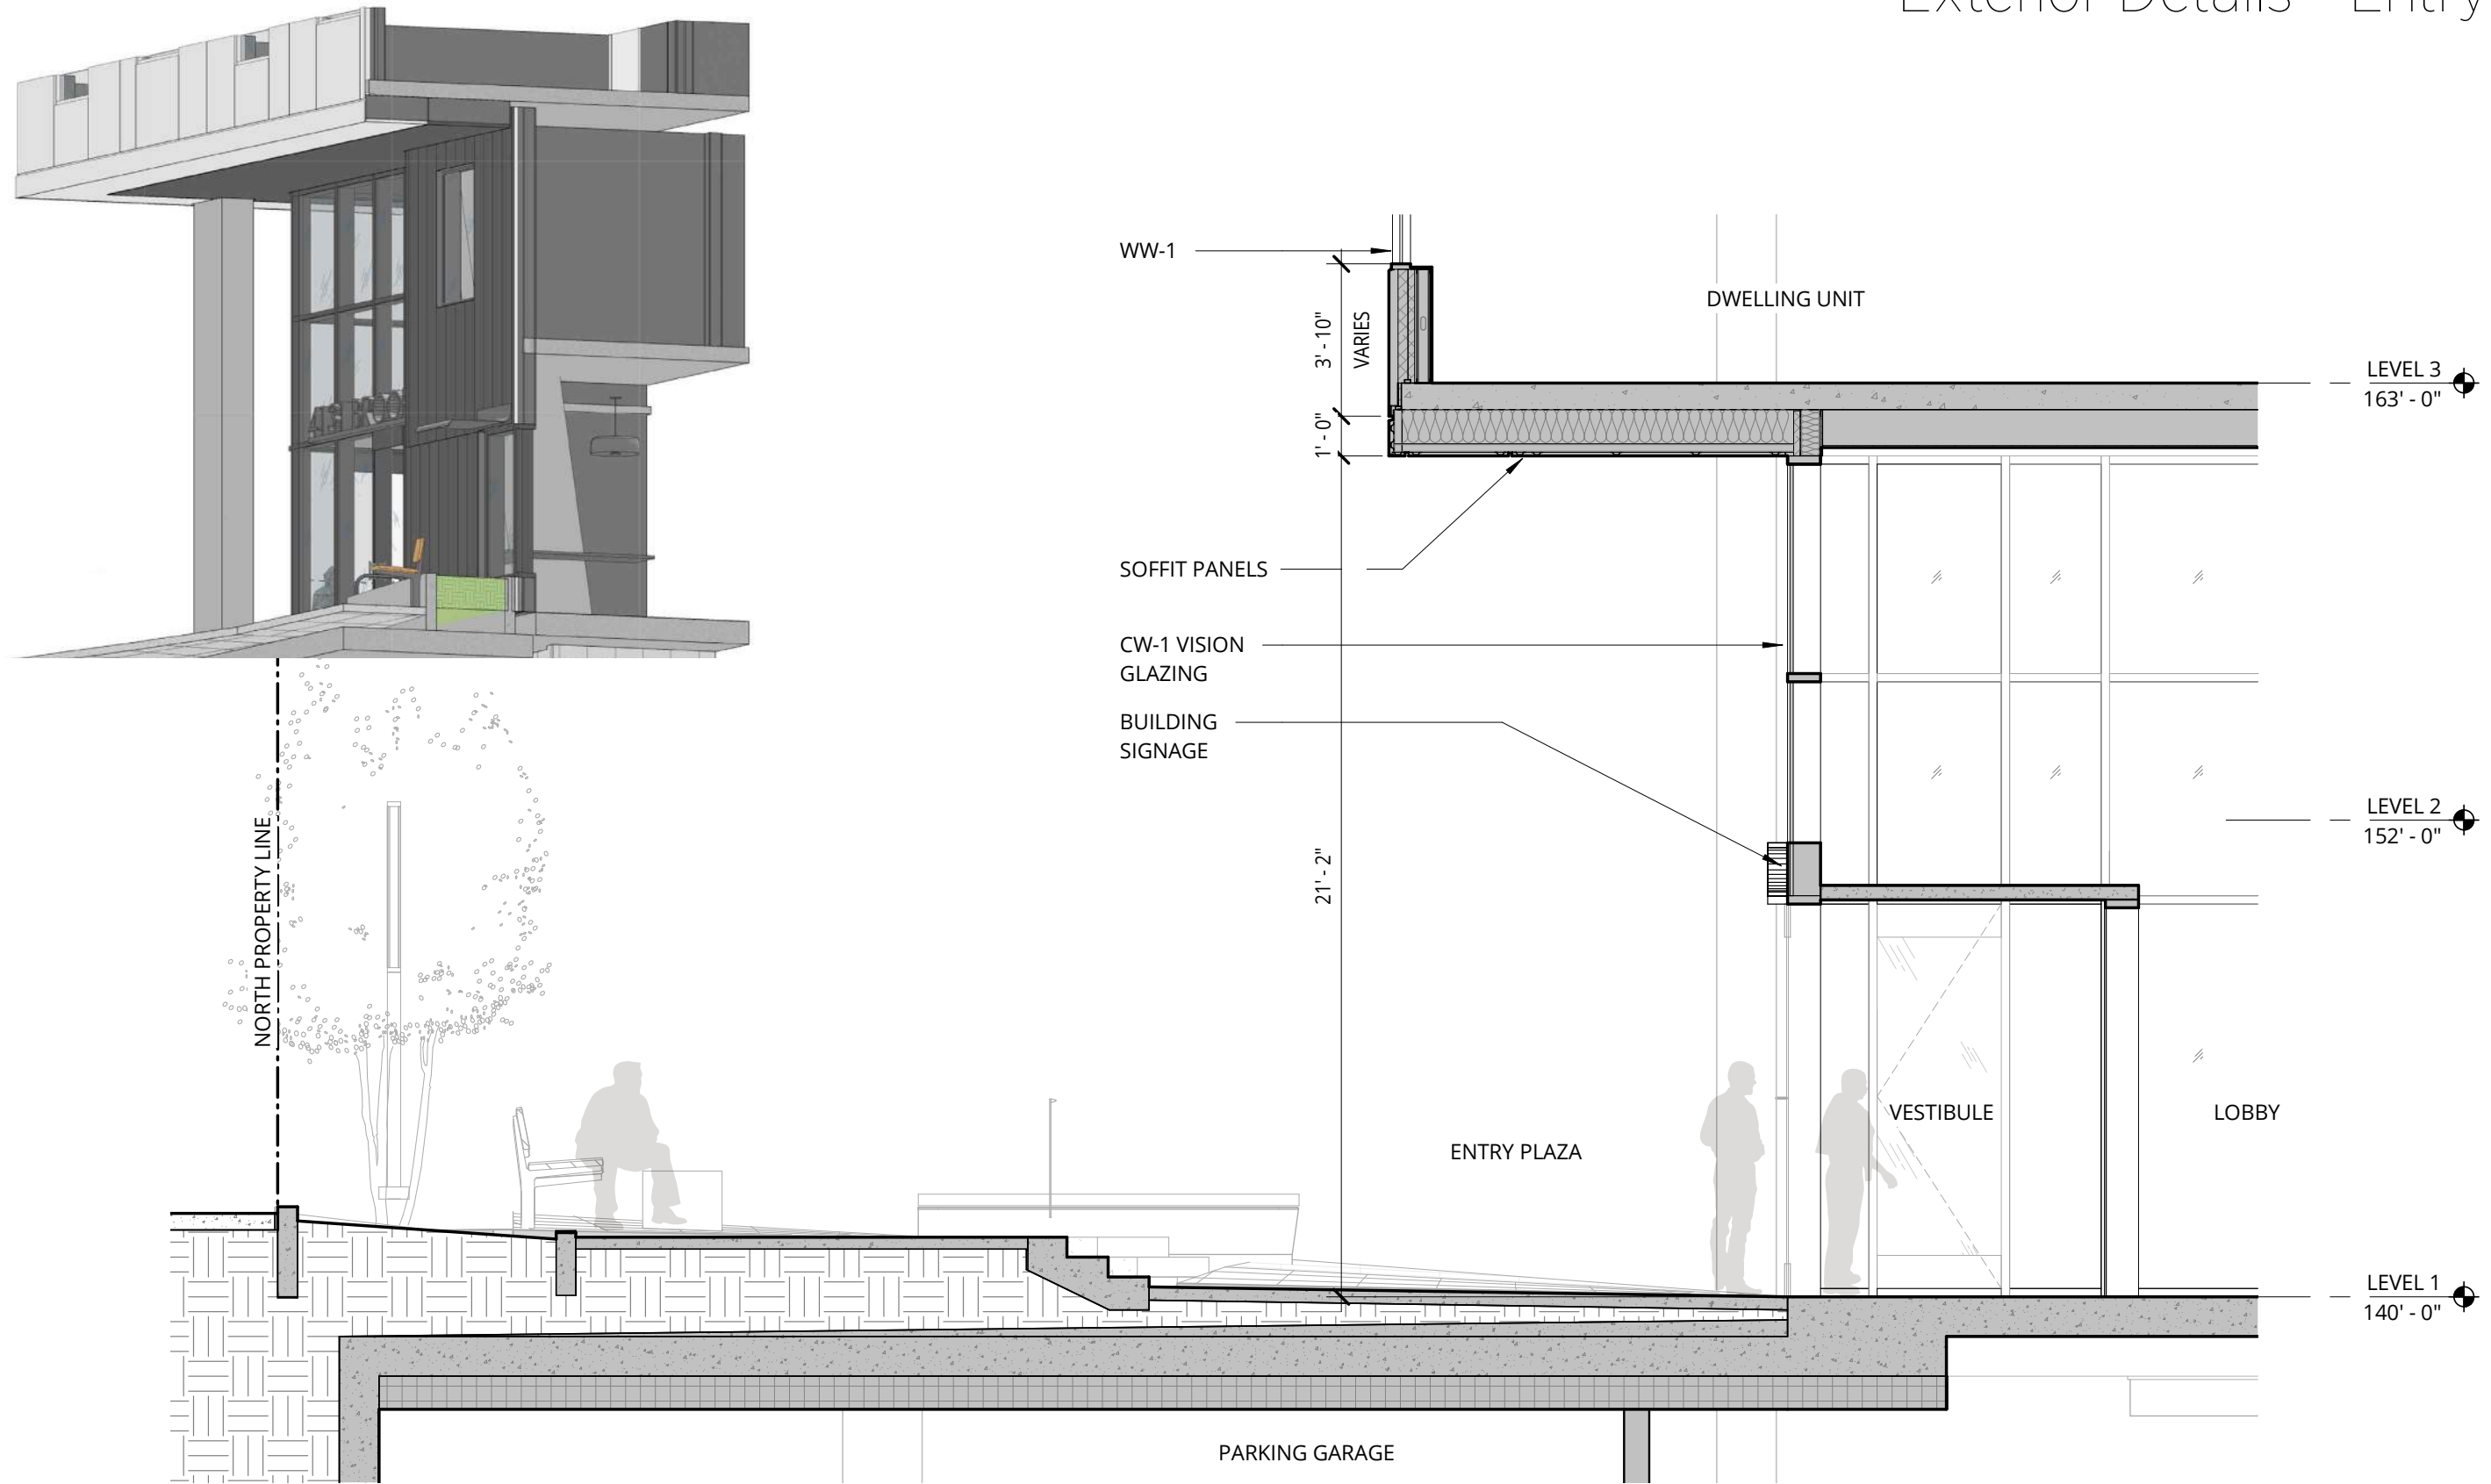 Exterior Details - Entry
WW-1
DWELLING UNIT
3' - 10"
VARIES
LEVEL 3
163' - 0"
1' - 0"
SOFFIT PANELS
CW-1 VISION
GLAZING
BUILDING
SIGNAGE
LEVEL 2
152' - 0"
21' - 2"
NORTH PROPERTY LINE
VESTIBULE
LOBBY
ENTRY PLAZA
LEVEL 1
140' - 0"
PARKING GARAGE